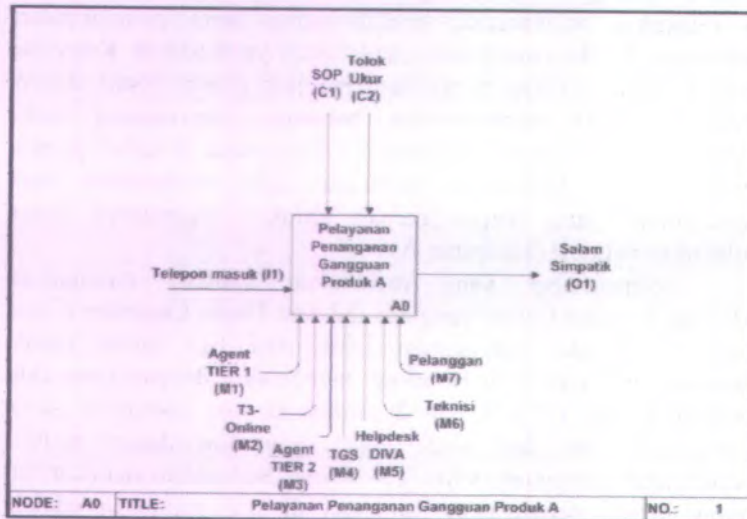 SOP
(C1)
Tolok
Ukur
(C2)
Pelayanan
Penanganan
Gangguan
Produk A
A0
Telepon masuk (I1)
Salam
Simpatik
(O1)
Agent
TIER 1
(M1)
T3-
Online
(M2)
Agent
TIER 2
(M3)
TGS
(M4)
Helpdesk
DIVA
(M5)
Teknisi
(M6)
Pelanggan
(M7)
NODE: A0 TITLE: Pelayanan Penanganan Gangguan Produk A NO.: 1